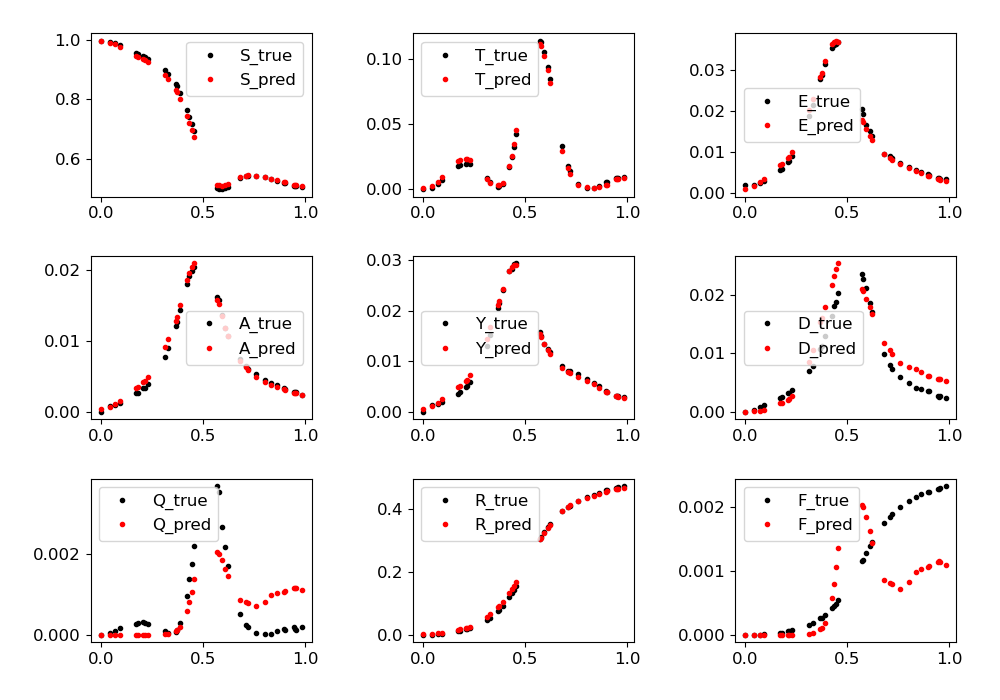 1.0
0.8
0.6
0.0 0.5 1.0
S_true
S_pred
0.10
0.05
0.00
0.0 0.5 1.0
T_true
T_pred
0.03
0.02
0.01
0.00
0.0 0.5 1.0
E_true
E_pred
0.02
0.01
0.00
0.0 0.5 1.0
A_true
A_pred
0.03
0.02
0.01
0.00
0.0 0.5 1.0
Y_true
Y_pred
0.02
0.01
0.00
0.0 0.5 1.0
D_true
D_pred
0.002
0.000
0.0 0.5 1.0
Q_true
Q_pred
0.4
0.2
0.0
0.0 0.5 1.0
R_true
R_pred
0.002
0.001
0.000
0.0 0.5 1.0
F_true
F_pred